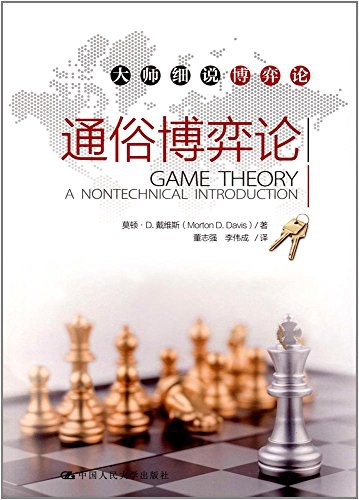 大师细说博弈论
通俗博弈论
GAME THEORY
A NONTECHNICAL INTRODUCTION
莫顿·D. 戴维斯(Morton D. Davis)/著
董志强 李伟成 /译
中国人民大学出版社